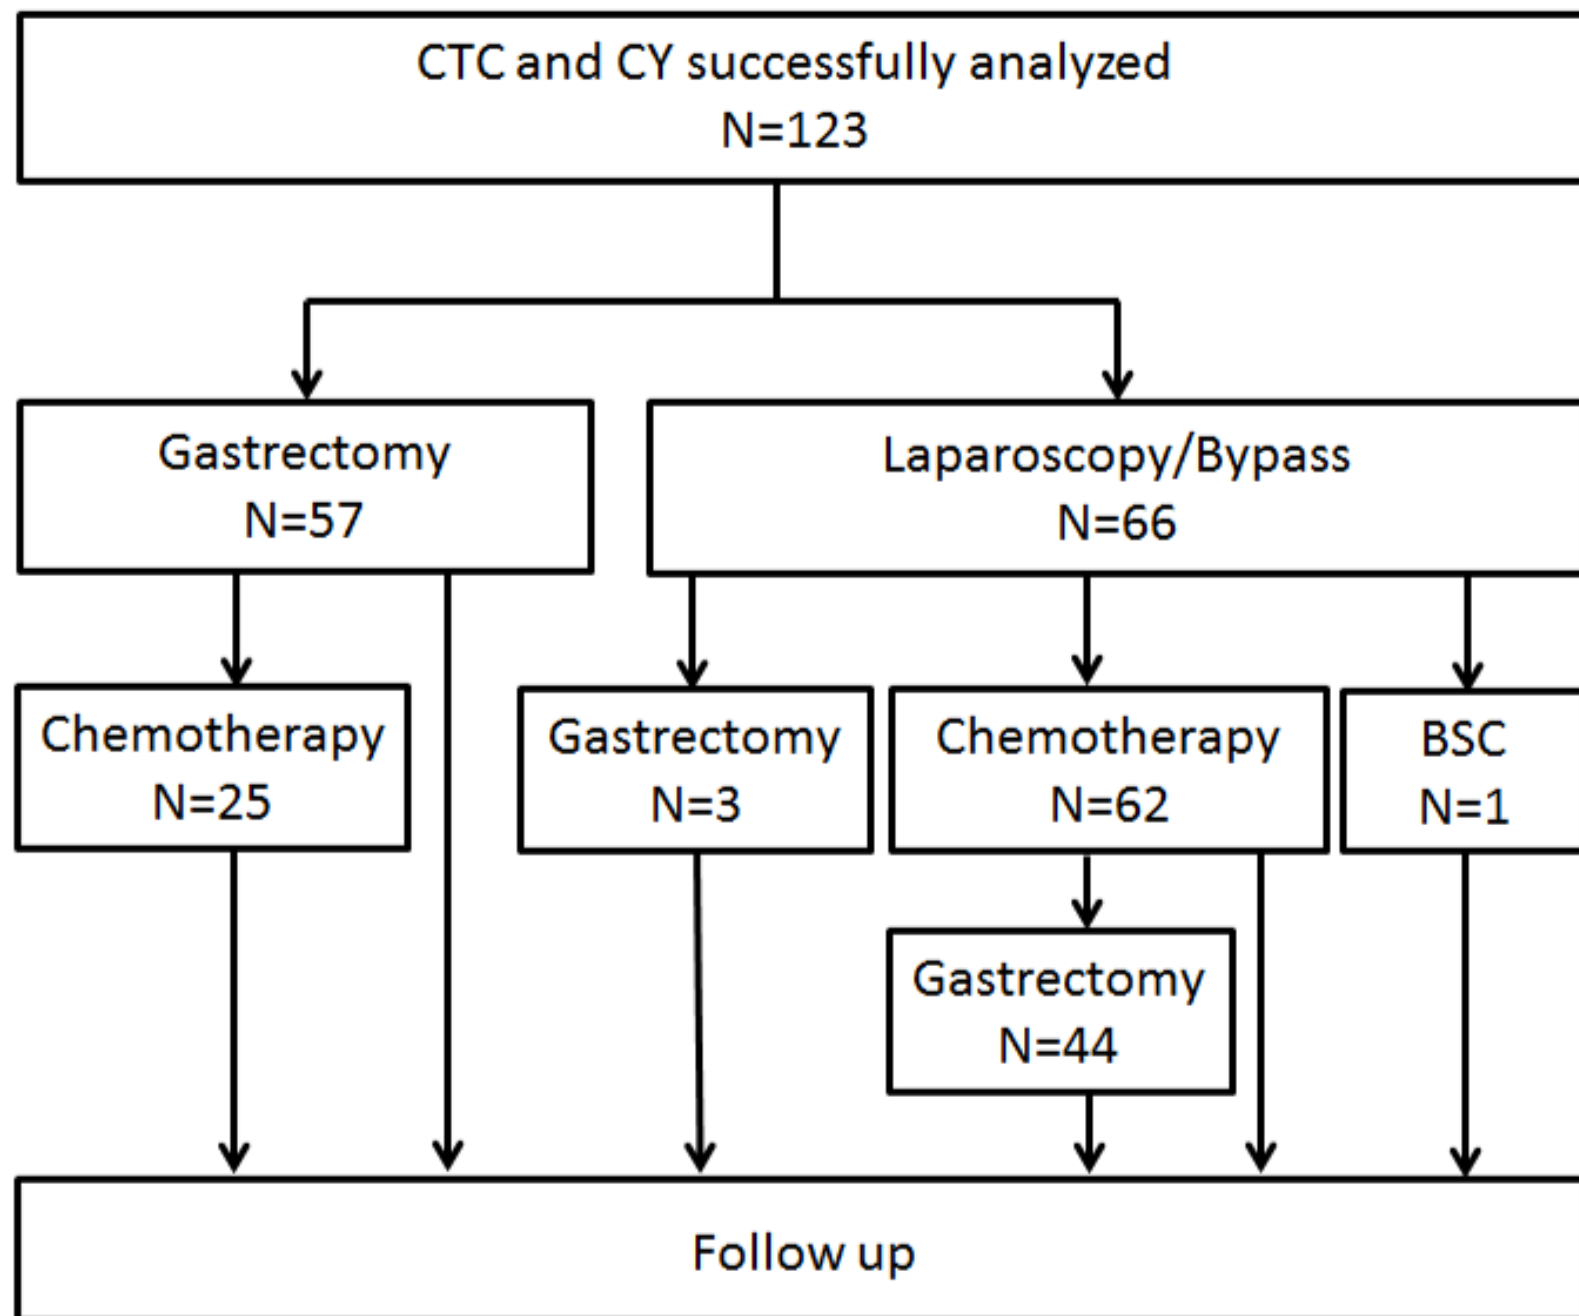 CTC and CY successfully analyzed
N=123
Gastrectomy
N=57
Laparoscopy/Bypass
N=66
Chemotherapy
N=25
Gastrectomy
N=3
Chemotherapy
N=62
BSC
N=1
Gastrectomy
N=44
Follow up